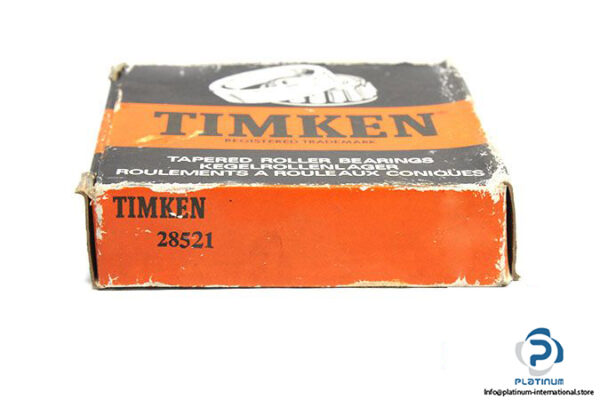 TIMKEN
REGISTERED TRADEMARK
TAPERED ROLLER BEARINGS
KEGELROLLENLAGER
ROULEMENTS A ROULEAUX CONIQUES
TIMKEN
28521
PLATINUM
Info@platinum-international.store